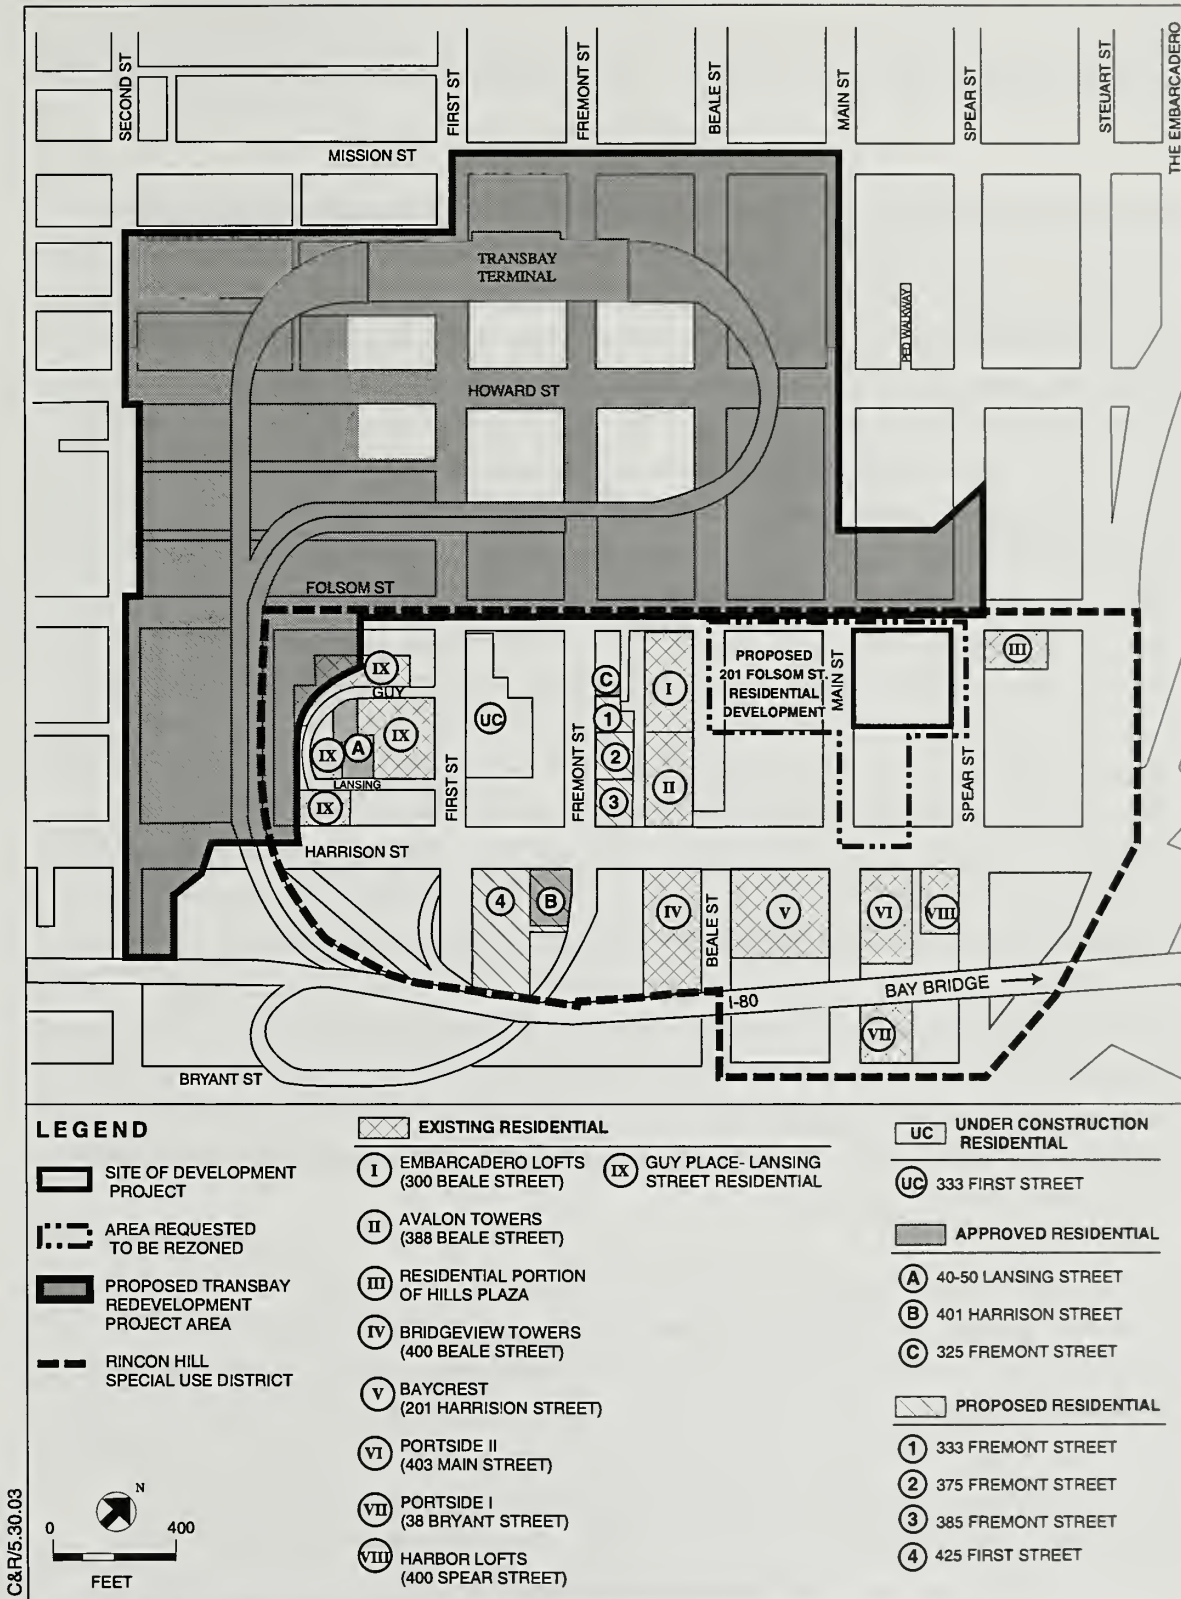 SECOND ST
FIRST ST
FREMONT ST
BEALE ST
MAIN ST
SPEAR ST
STEUART ST
THE EMBARCADERO
MISSION ST
TRANSBAY
TERMINAL
PED WALKWAY
HOWARD ST
FOLSOM ST
IX
GUY
IX
IX
A
LANSING
IX
UC
FIRST ST
FREMONT ST
C
1
2
3
I
II
PROPOSED
201 FOLSOM ST.
RESIDENTIAL
DEVELOPMENT
MAIN ST
SPEAR ST
III
HARRISON ST
4
B
IV
BEALE ST
V
VI
VIII
I-80
BAY BRIDGE
VII
BRYANT ST
LEGEND
SITE OF DEVELOPMENT
PROJECT
AREA REQUESTED
TO BE REZONED
PROPOSED TRANSBAY
REDEVELOPMENT
PROJECT AREA
RINCON HILL
SPECIAL USE DISTRICT
N
0 400
FEET
C&R/5.30.03
EXISTING RESIDENTIAL
I EMBARCADERO LOFTS
(300 BEALE STREET)
II AVALON TOWERS
(388 BEALE STREET)
III RESIDENTIAL PORTION
OF HILLS PLAZA
IV BRIDGEVIEW TOWERS
(400 BEALE STREET)
V BAYCREST
(201 HARRISION STREET)
VI PORTSIDE II
(403 MAIN STREET)
VII PORTSIDE I
(38 BRYANT STREET)
VIII HARBOR LOFTS
(400 SPEAR STREET)
IX GUY PLACE- LANSING
STREET RESIDENTIAL
UC UNDER CONSTRUCTION
RESIDENTIAL
UC 333 FIRST STREET
APPROVED RESIDENTIAL
A 40-50 LANSING STREET
B 401 HARRISON STREET
C 325 FREMONT STREET
PROPOSED RESIDENTIAL
1 333 FREMONT STREET
2 375 FREMONT STREET
3 385 FREMONT STREET
4 425 FIRST STREET